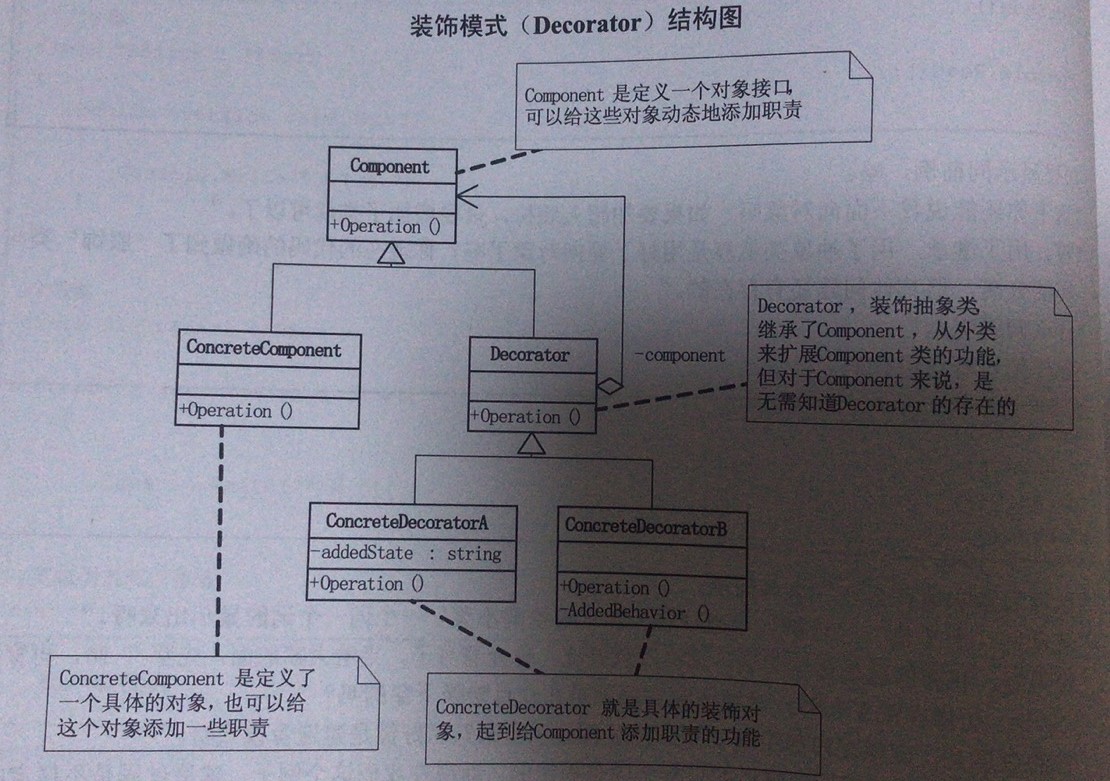 装饰模式（Decorator）结构图
Component 是定义一个对象接口，
可以给这些对象动态地添加职责
Component
+Operation ()
Decorator , 装饰抽象类，
继承了Component , 从外类
来扩展Component 类的功能，
但对于Component 来说，是
无需知道Decorator 的存在的
ConcreteComponent
+Operation ()
Decorator
+Operation ()
-component
ConcreteDecoratorA
-addedState : string
+Operation ()
ConcreteDecoratorB
+Operation ()
-AddedBehavior ()
ConcreteComponent 是定义了
一个具体的对象，也可以给
这个对象添加一些职责
ConcreteDecorator 就是具体的装饰对
象，起到给Component 添加职责的功能